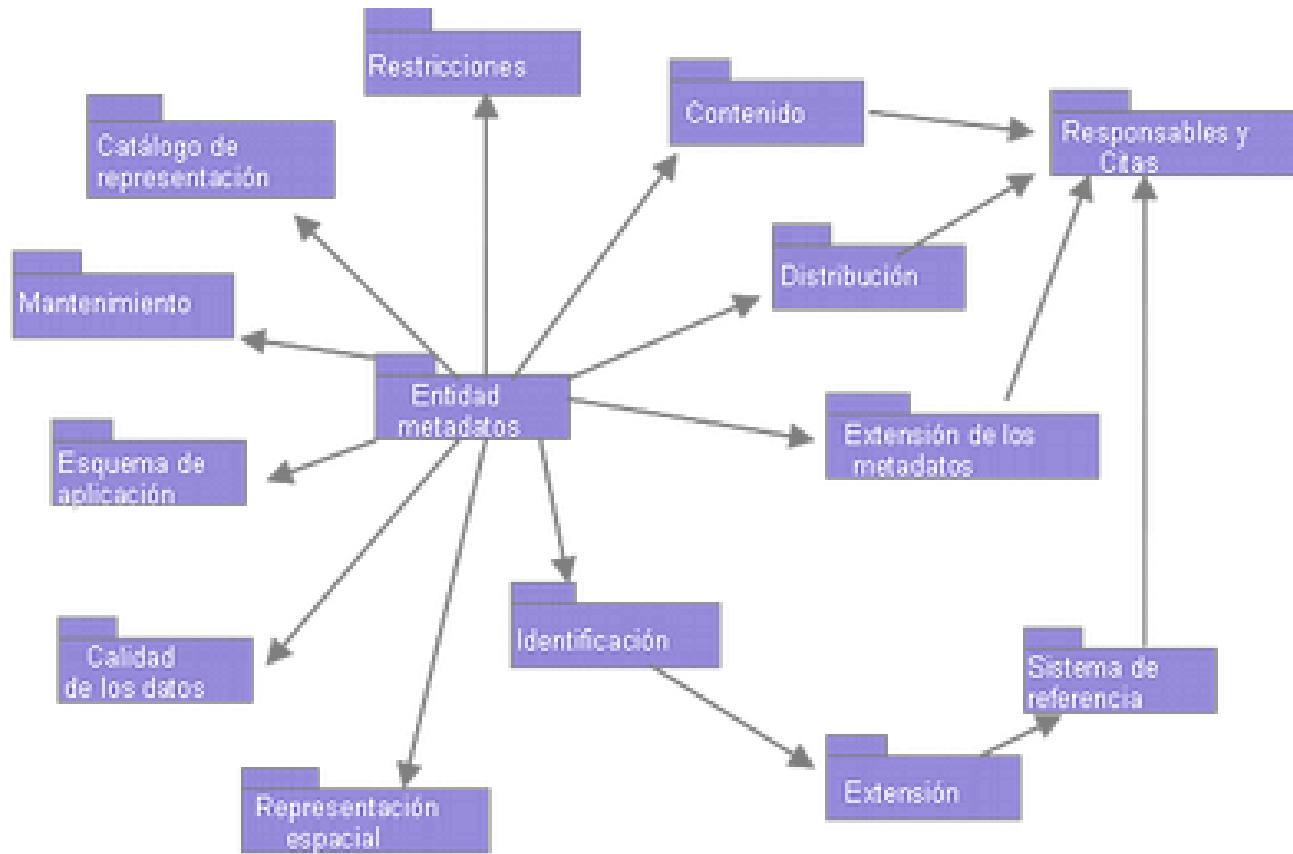 Restricciones
Contenido
Responsables y
Citas
Catálogo de
representación
Distribución
Mantenimiento
Entidad
metadatos
Extensión de los
metadatos
Esquema de
aplicación
Identificación
Calidad
de los datos
Sistema de
referencia
Extensión
Representación
espacial